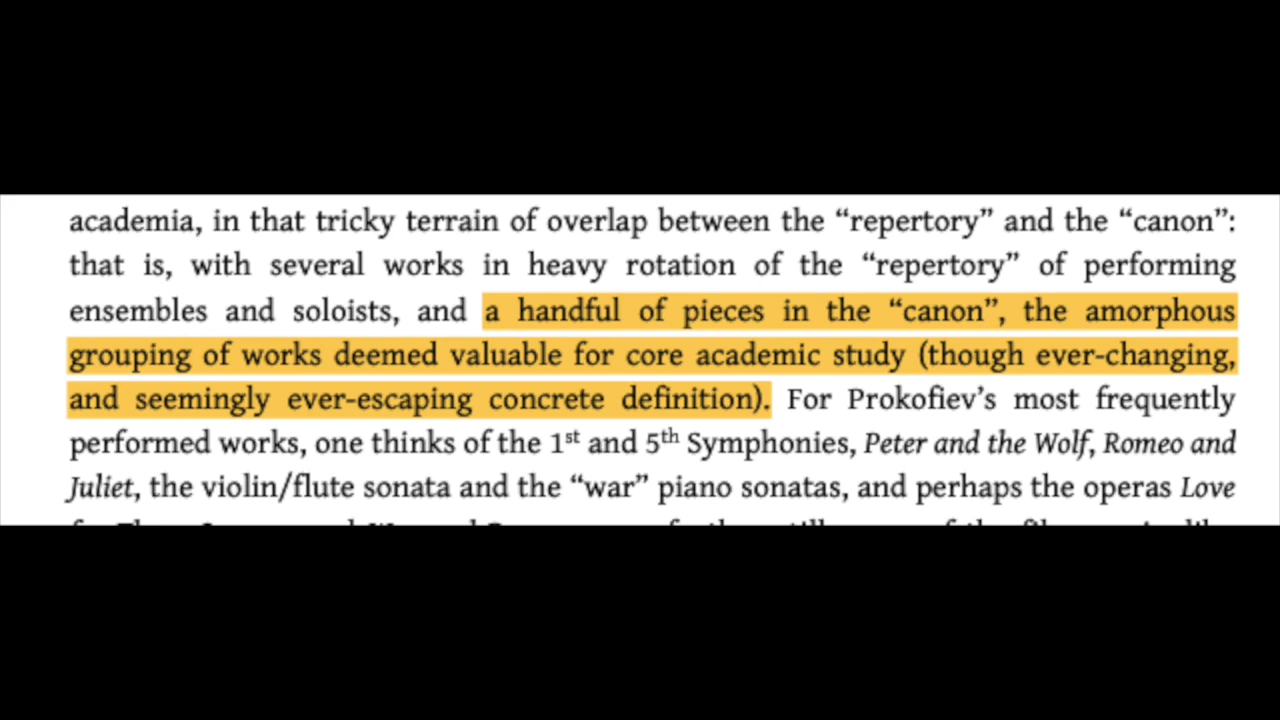 academia, in that tricky terrain of overlap between the “repertory” and the “canon”:
that is, with several works in heavy rotation of the “repertory” of performing
ensembles and soloists, and a handful of pieces in the “canon”, the amorphous
grouping of works deemed valuable for core academic study (though ever-changing,
and seemingly ever-escaping concrete definition). For Prokofiev’s most frequently
performed works, one thinks of the 1st and 5th Symphonies, Peter and the Wolf, Romeo and
Juliet, the violin/flute sonata and the “war” piano sonatas, and perhaps the operas Love